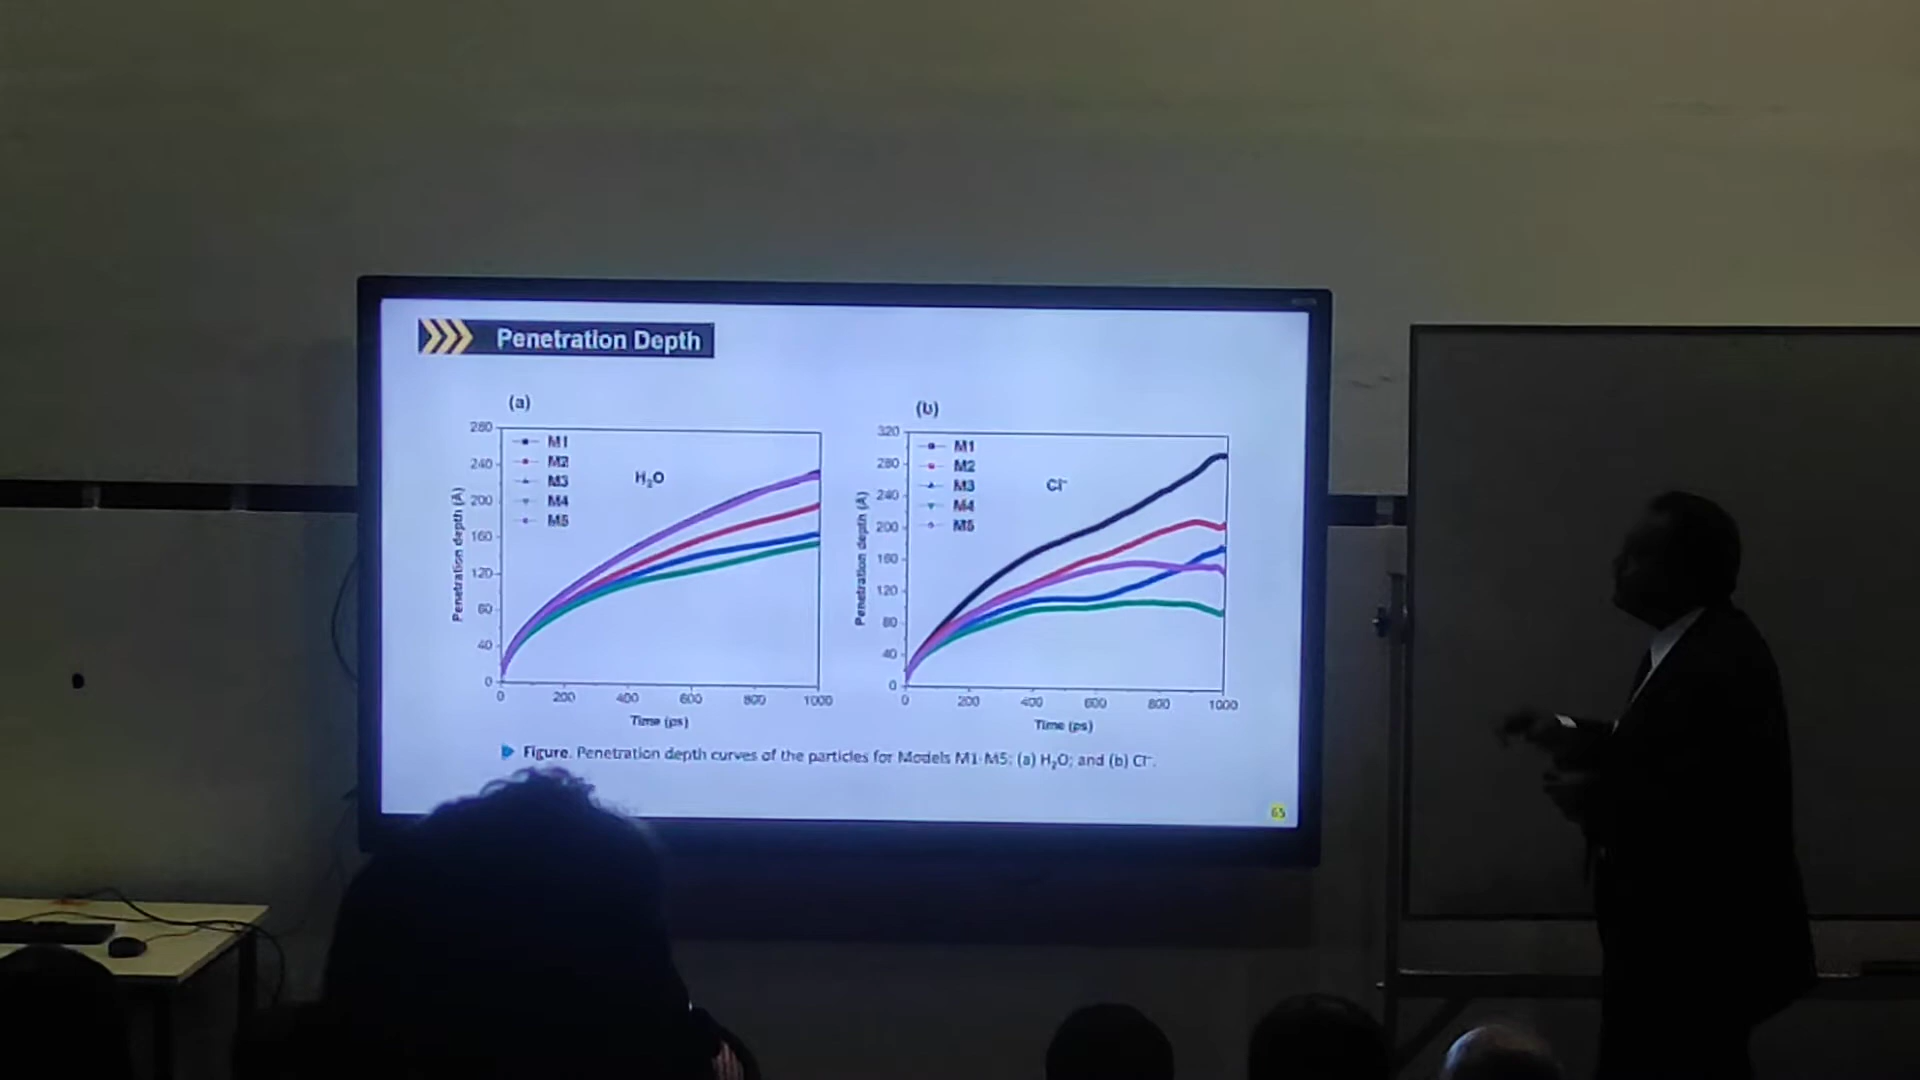 Penetration Depth
(a)
280
240
200
160
120
80
40
0
Penetration depth (Å)
M1
M2
M3
M4
M5
H₂O
0 200 400 600 800 1000
Time (ps)
(b)
320
280
240
200
160
120
80
40
0
Penetration depth (Å)
M1
M2
M3
M4
M5
Cl⁻
0 200 400 600 800 1000
Time (ps)
Figure. Penetration depth curves of the particles for Models M1-M5: (a) H₂O; and (b) Cl⁻.
65